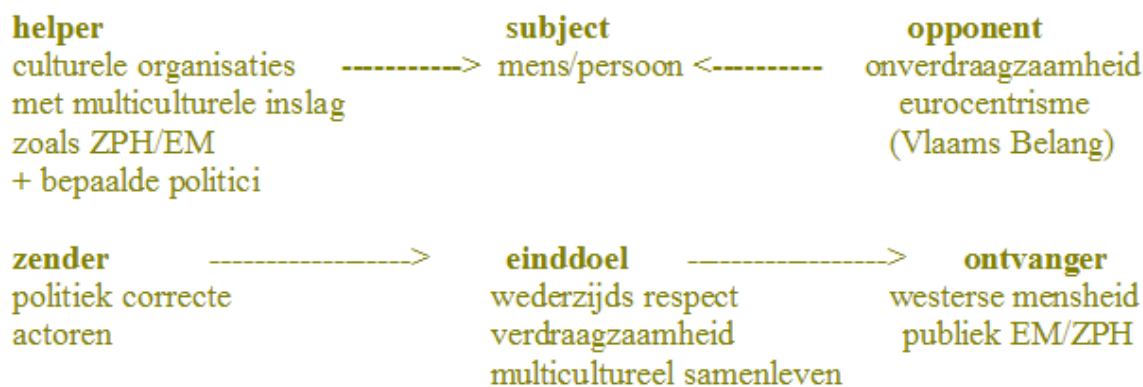 helper subject opponent
culturele organisaties -----------> mens/persoon <---------- onverdraagzaamheid
met multiculturele inslag eurocentrisme
zoals ZPH/EM (Vlaams Belang)
+ bepaalde politici
zender ------------------> einddoel ------------------> ontvanger
politiek correcte wederzijds respect westerse mensheid
actoren verdraagzaamheid publiek EM/ZPH
multicultureel samenleven